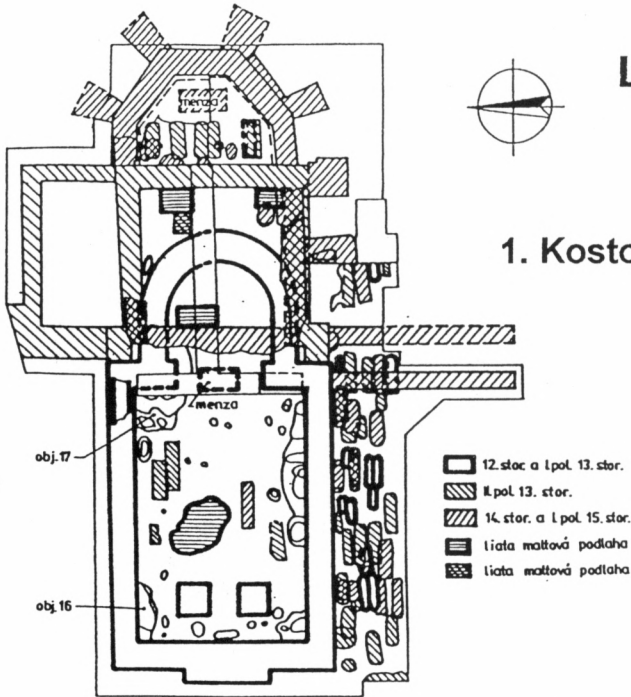 L
menza
1. Kosto
menza
obj. 17
obj. 16
12. stor. a I. pol. 13. stor.
II. pol. 13. stor.
14. stor. a I. pol. 15. stor.
liata maltová podlaha
liata maltová podlaha